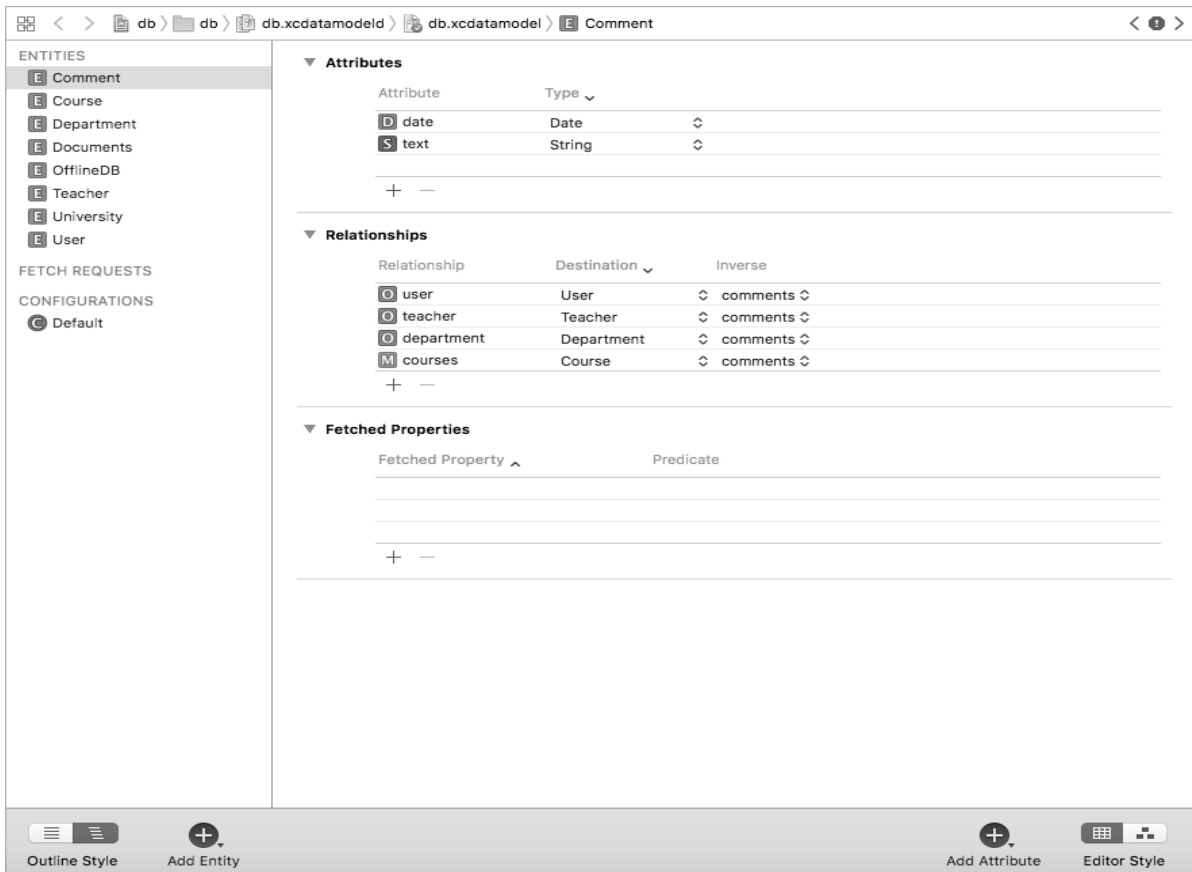 db db db.xcdatamodeld db.xcdatamodel E Comment
ENTITIES
E Comment
E Course
E Department
E Documents
E OfflineDB
E Teacher
E University
E User
FETCH REQUESTS
CONFIGURATIONS
C Default
Attributes
Attribute Type
D date Date
S text String
+ −
Relationships
Relationship Destination Inverse
O user User comments
O teacher Teacher comments
O department Department comments
M courses Course comments
+ −
Fetched Properties
Fetched Property Predicate
+ −
Outline Style Add Entity Add Attribute Editor Style